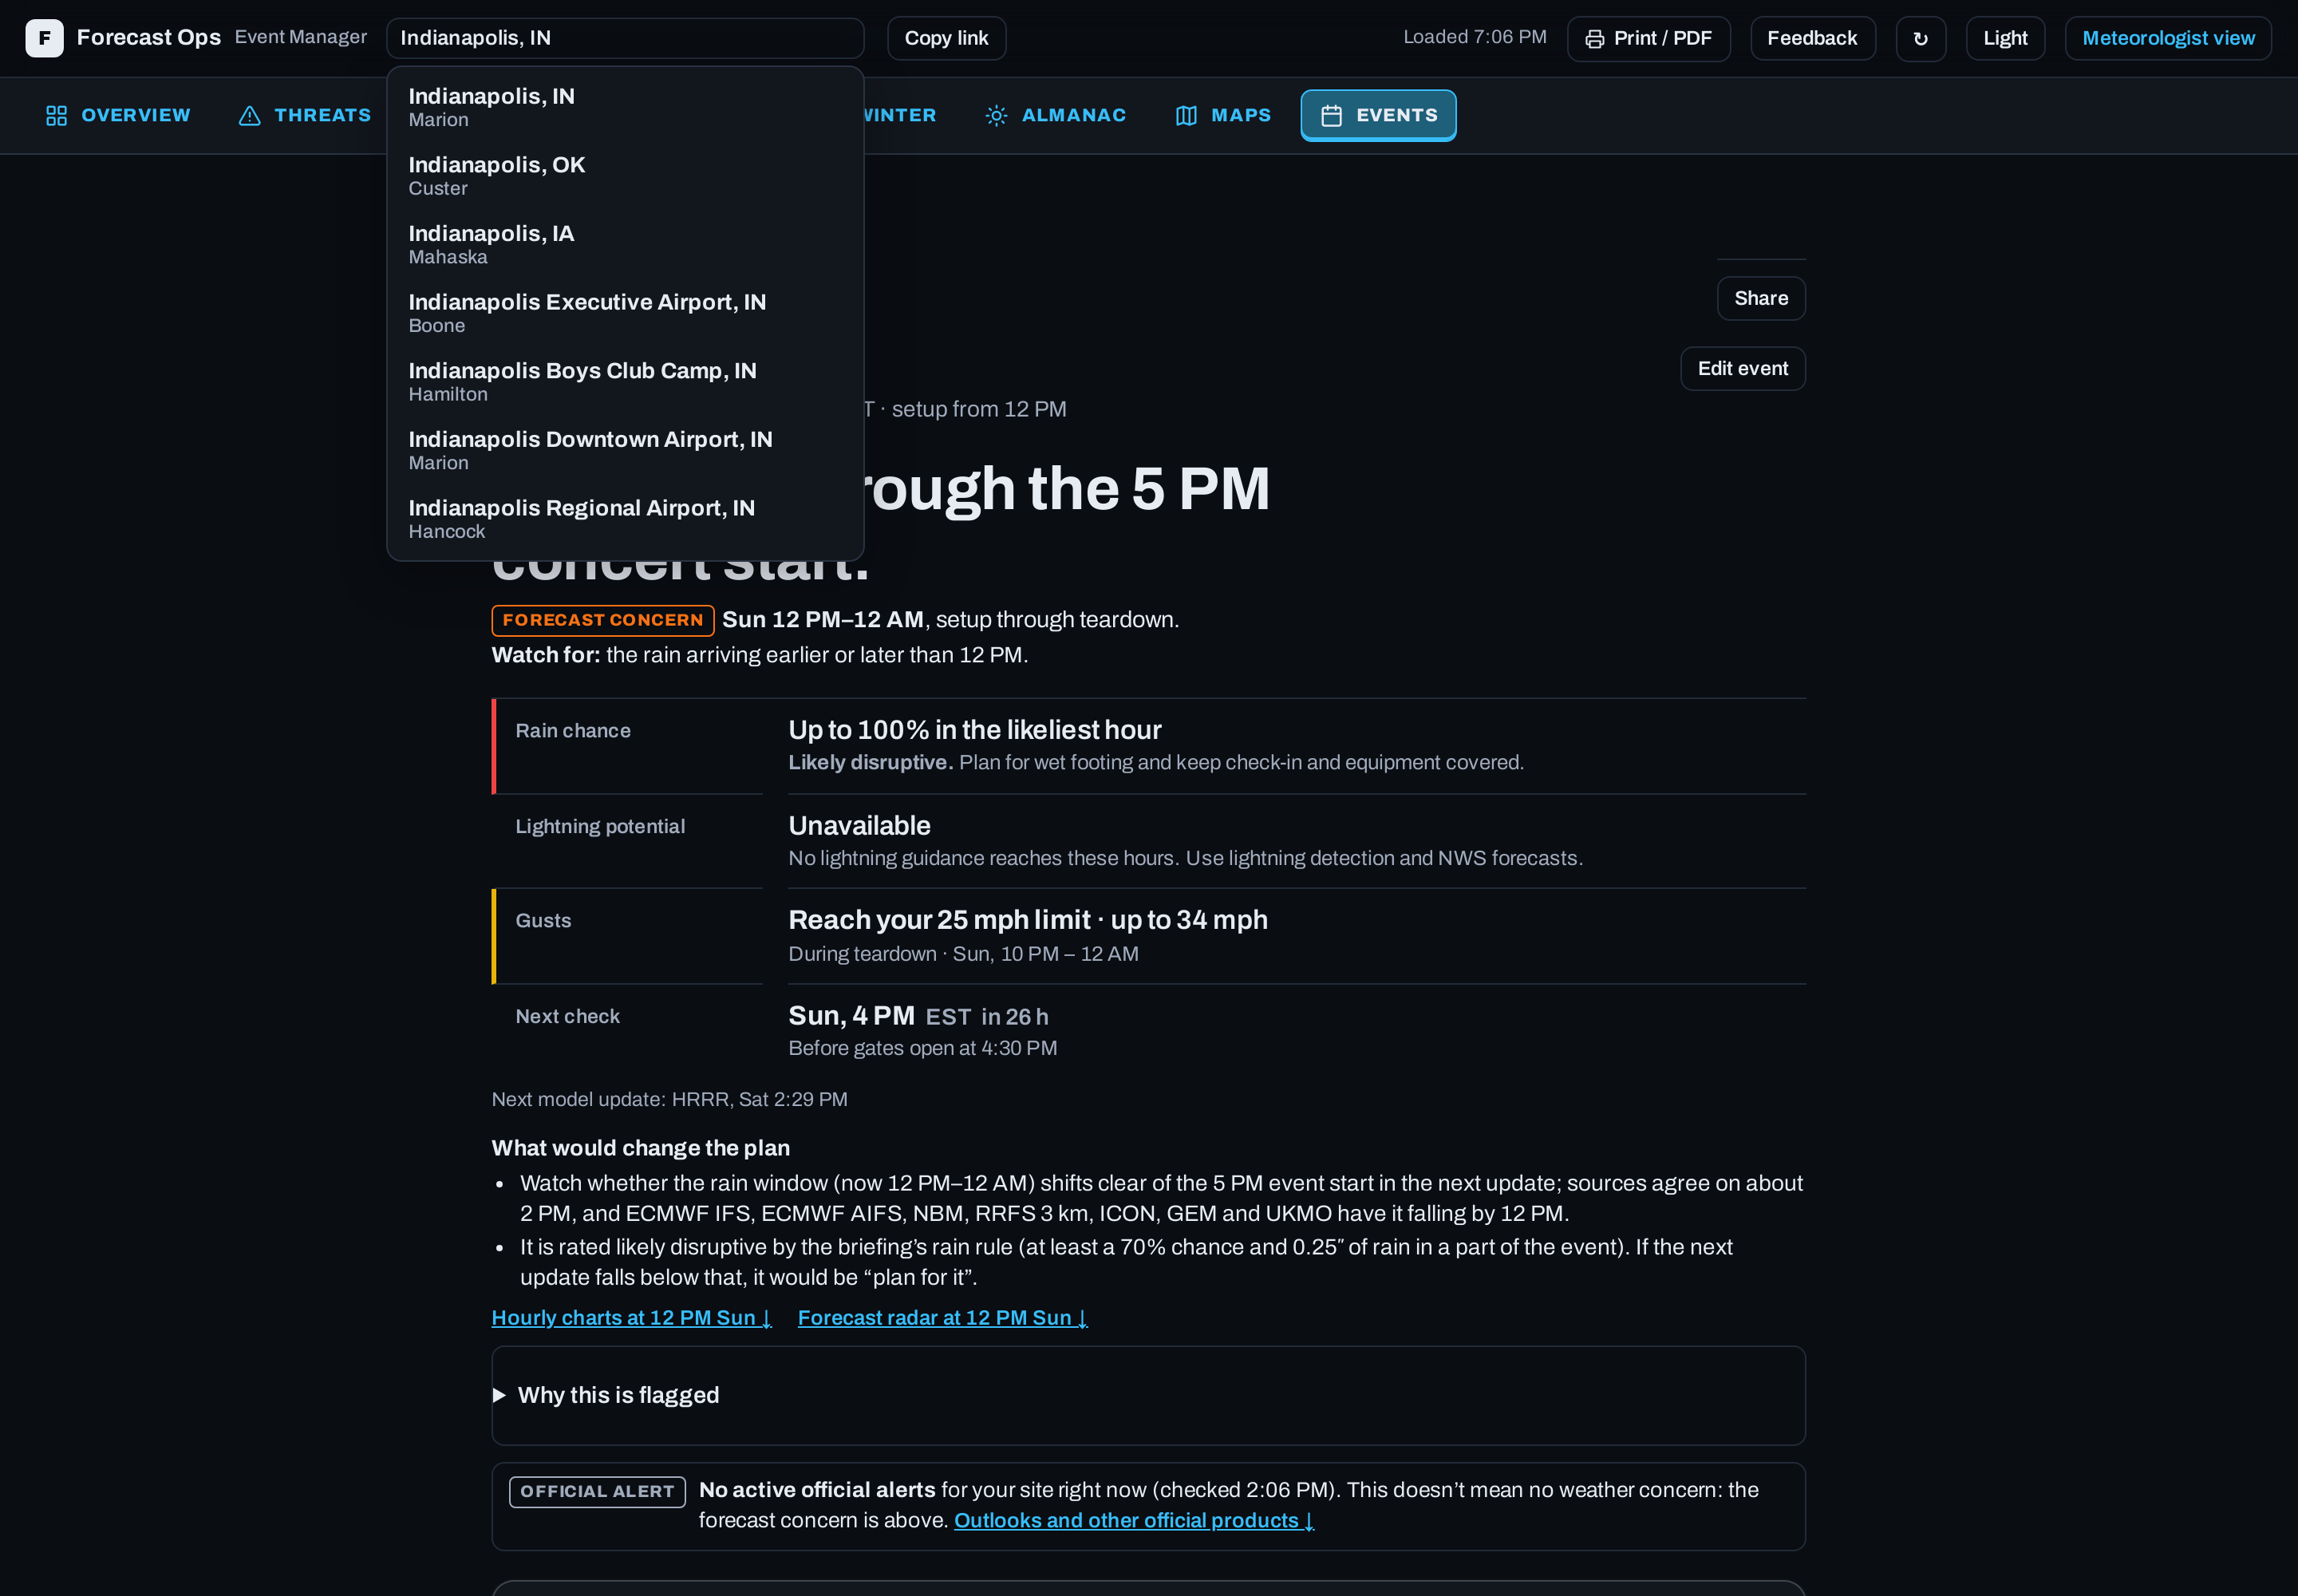 F Forecast Ops Event Manager Indianapolis, IN Copy link Loaded 7:06 PM Print / PDF Feedback ↻ Light Meteorologist view
OVERVIEW THREATS ALMANAC MAPS EVENTS
Indianapolis, IN
Marion
Indianapolis, OK
Custer
Indianapolis, IA
Mahaska
Indianapolis Executive Airport, IN
Boone
Indianapolis Boys Club Camp, IN
Hamilton
Indianapolis Downtown Airport, IN
Marion
Indianapolis Regional Airport, IN
Hancock
Share
Edit event
· setup from 12 PM
the 5 PM
concert start.
FORECAST CONCERN Sun 12 PM–12 AM, setup through teardown.
Watch for: the rain arriving earlier or later than 12 PM.
Rain chance
Up to 100% in the likeliest hour
Likely disruptive. Plan for wet footing and keep check-in and equipment covered.
Lightning potential
Unavailable
No lightning guidance reaches these hours. Use lightning detection and NWS forecasts.
Gusts
Reach your 25 mph limit · up to 34 mph
During teardown · Sun, 10 PM – 12 AM
Next check
Sun, 4 PM EST in 26 h
Before gates open at 4:30 PM
Next model update: HRRR, Sat 2:29 PM
What would change the plan
• Watch whether the rain window (now 12 PM–12 AM) shifts clear of the 5 PM event start in the next update; sources agree on about
2 PM, and ECMWF IFS, ECMWF AIFS, NBM, RRFS 3 km, ICON, GEM and UKMO have it falling by 12 PM.
• It is rated likely disruptive by the briefing’s rain rule (at least a 70% chance and 0.25″ of rain in a part of the event). If the next
update falls below that, it would be “plan for it”.
Hourly charts at 12 PM Sun ↓ Forecast radar at 12 PM Sun ↓
▶ Why this is flagged
OFFICIAL ALERT No active official alerts for your site right now (checked 2:06 PM). This doesn’t mean no weather concern: the
forecast concern is above. Outlooks and other official products ↓